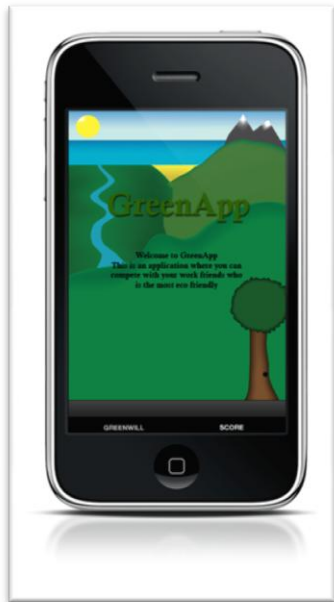 GreenApp
Welcome to GreenApp
This is an application where you can
compete with your work friends who
is the most eco friendly
GREENWILL
SCORE